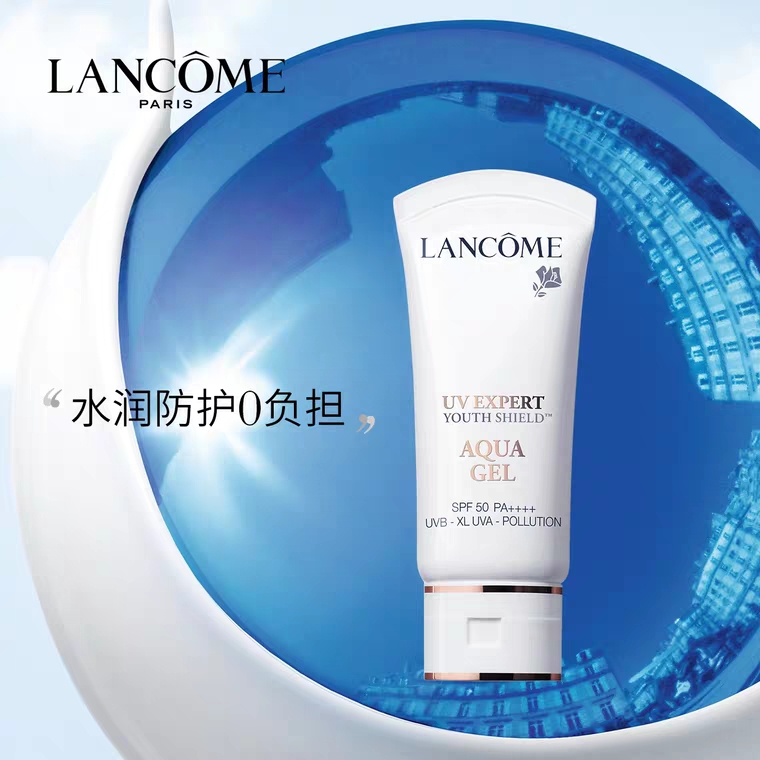 LANCÔME
PARIS
“水润防护0负担”
LANCÔME
UV EXPERT
YOUTH SHIELD™
AQUA
GEL
SPF 50 PA++++
UVB - XL UVA - POLLUTION